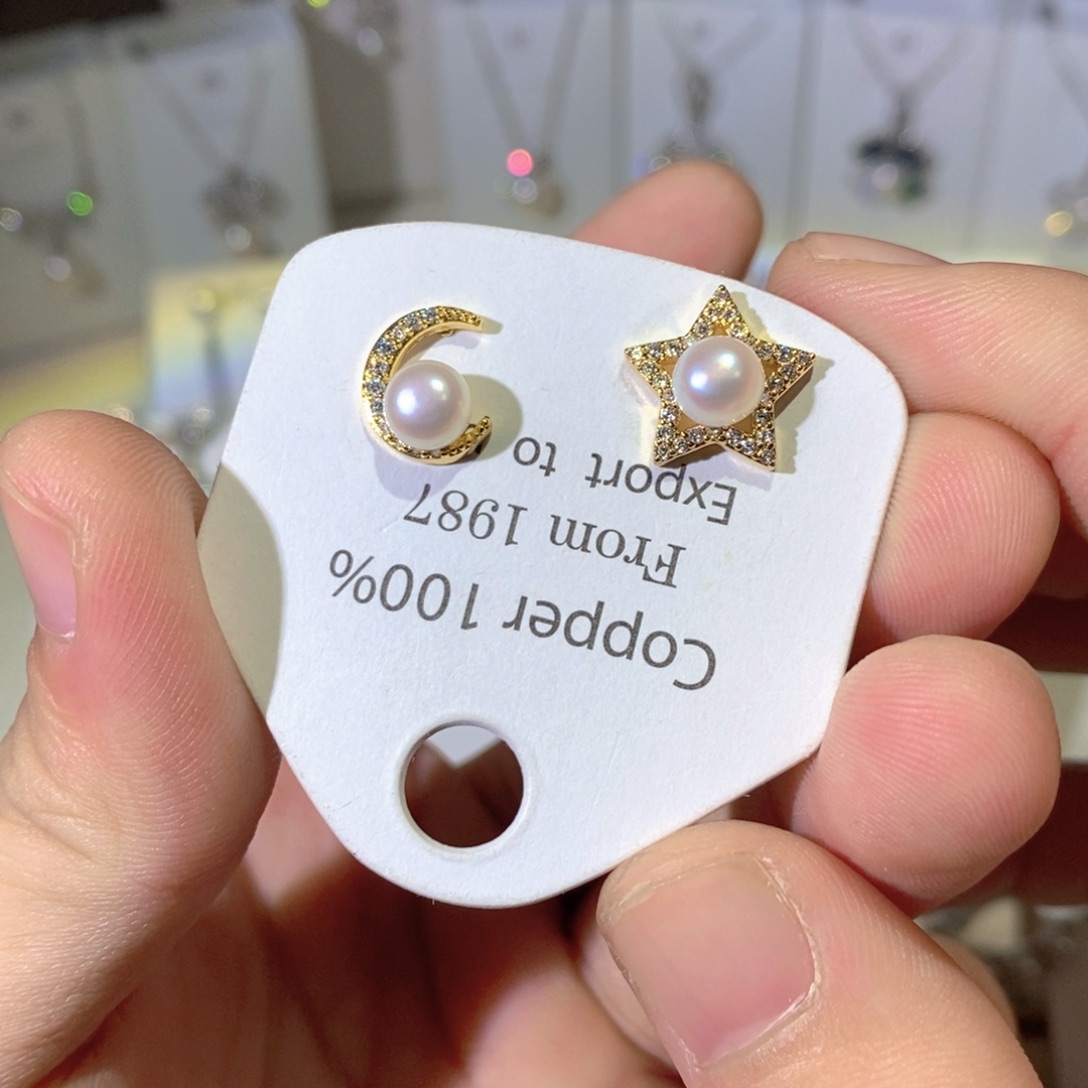 Copper 100%
From 1987
Export to